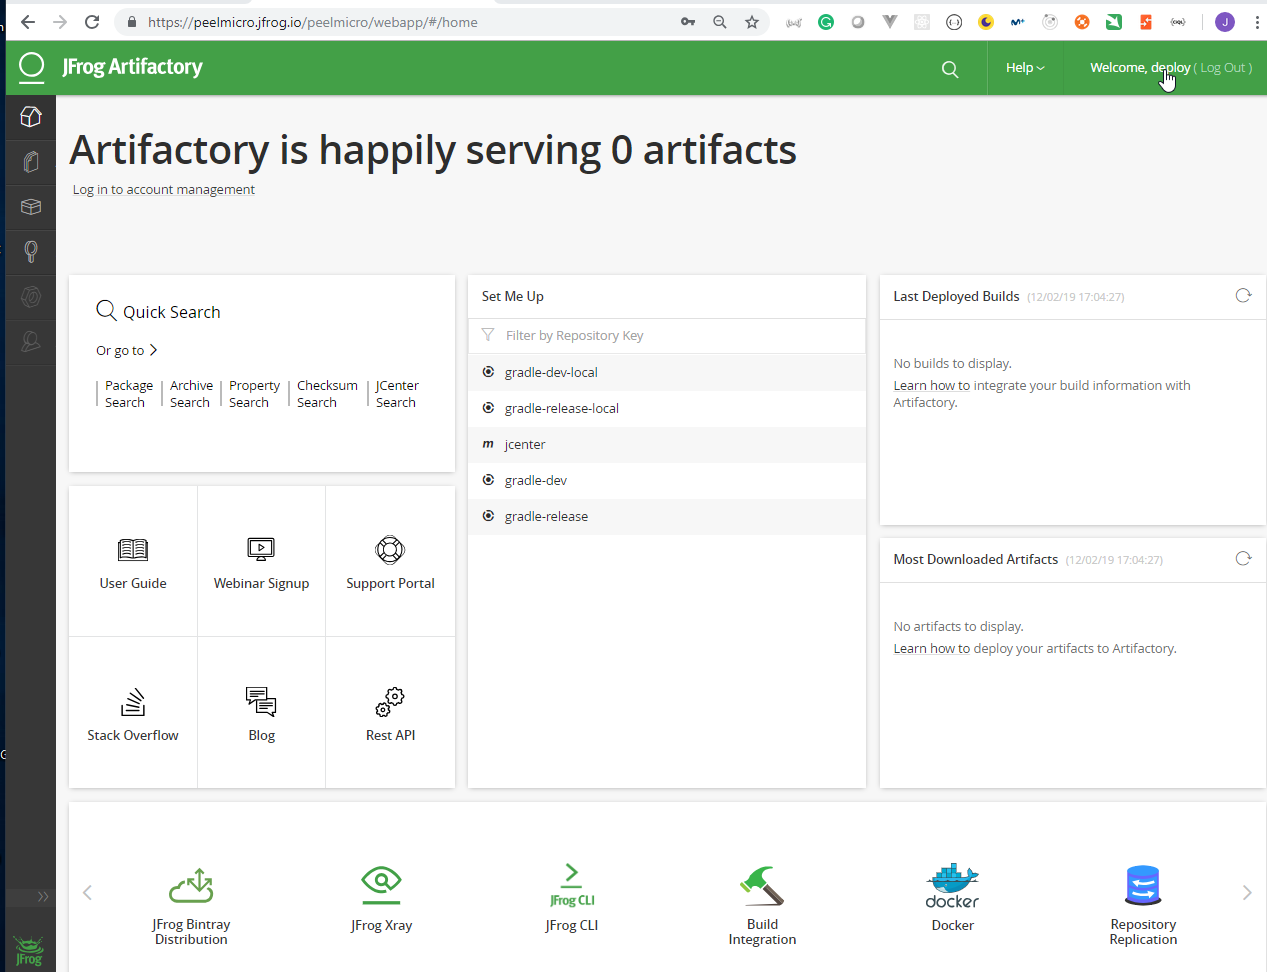 https://peelmicro.jfrog.io/peelmicro/webapp/#/home
J
JFrog Artifactory
Help
Welcome, deploy ( Log Out )
Artifactory is happily serving 0 artifacts
Log in to account management
Quick Search
Or go to
Package Search
Archive Search
Property Search
Checksum Search
JCenter Search
Set Me Up
Filter by Repository Key
gradle-dev-local
gradle-release-local
m jcenter
gradle-dev
gradle-release
Last Deployed Builds (12/02/19 17:04:27)
No builds to display.
Learn how to integrate your build information with
Artifactory.
Most Downloaded Artifacts (12/02/19 17:04:27)
No artifacts to display.
Learn how to deploy your artifacts to Artifactory.
User Guide
Webinar Signup
Support Portal
Stack Overflow
Blog
Rest API
JFrog Bintray
Distribution
JFrog Xray
JFrog CLI
JFrog CLI
Build
Integration
docker
Docker
Repository
Replication
JFrog